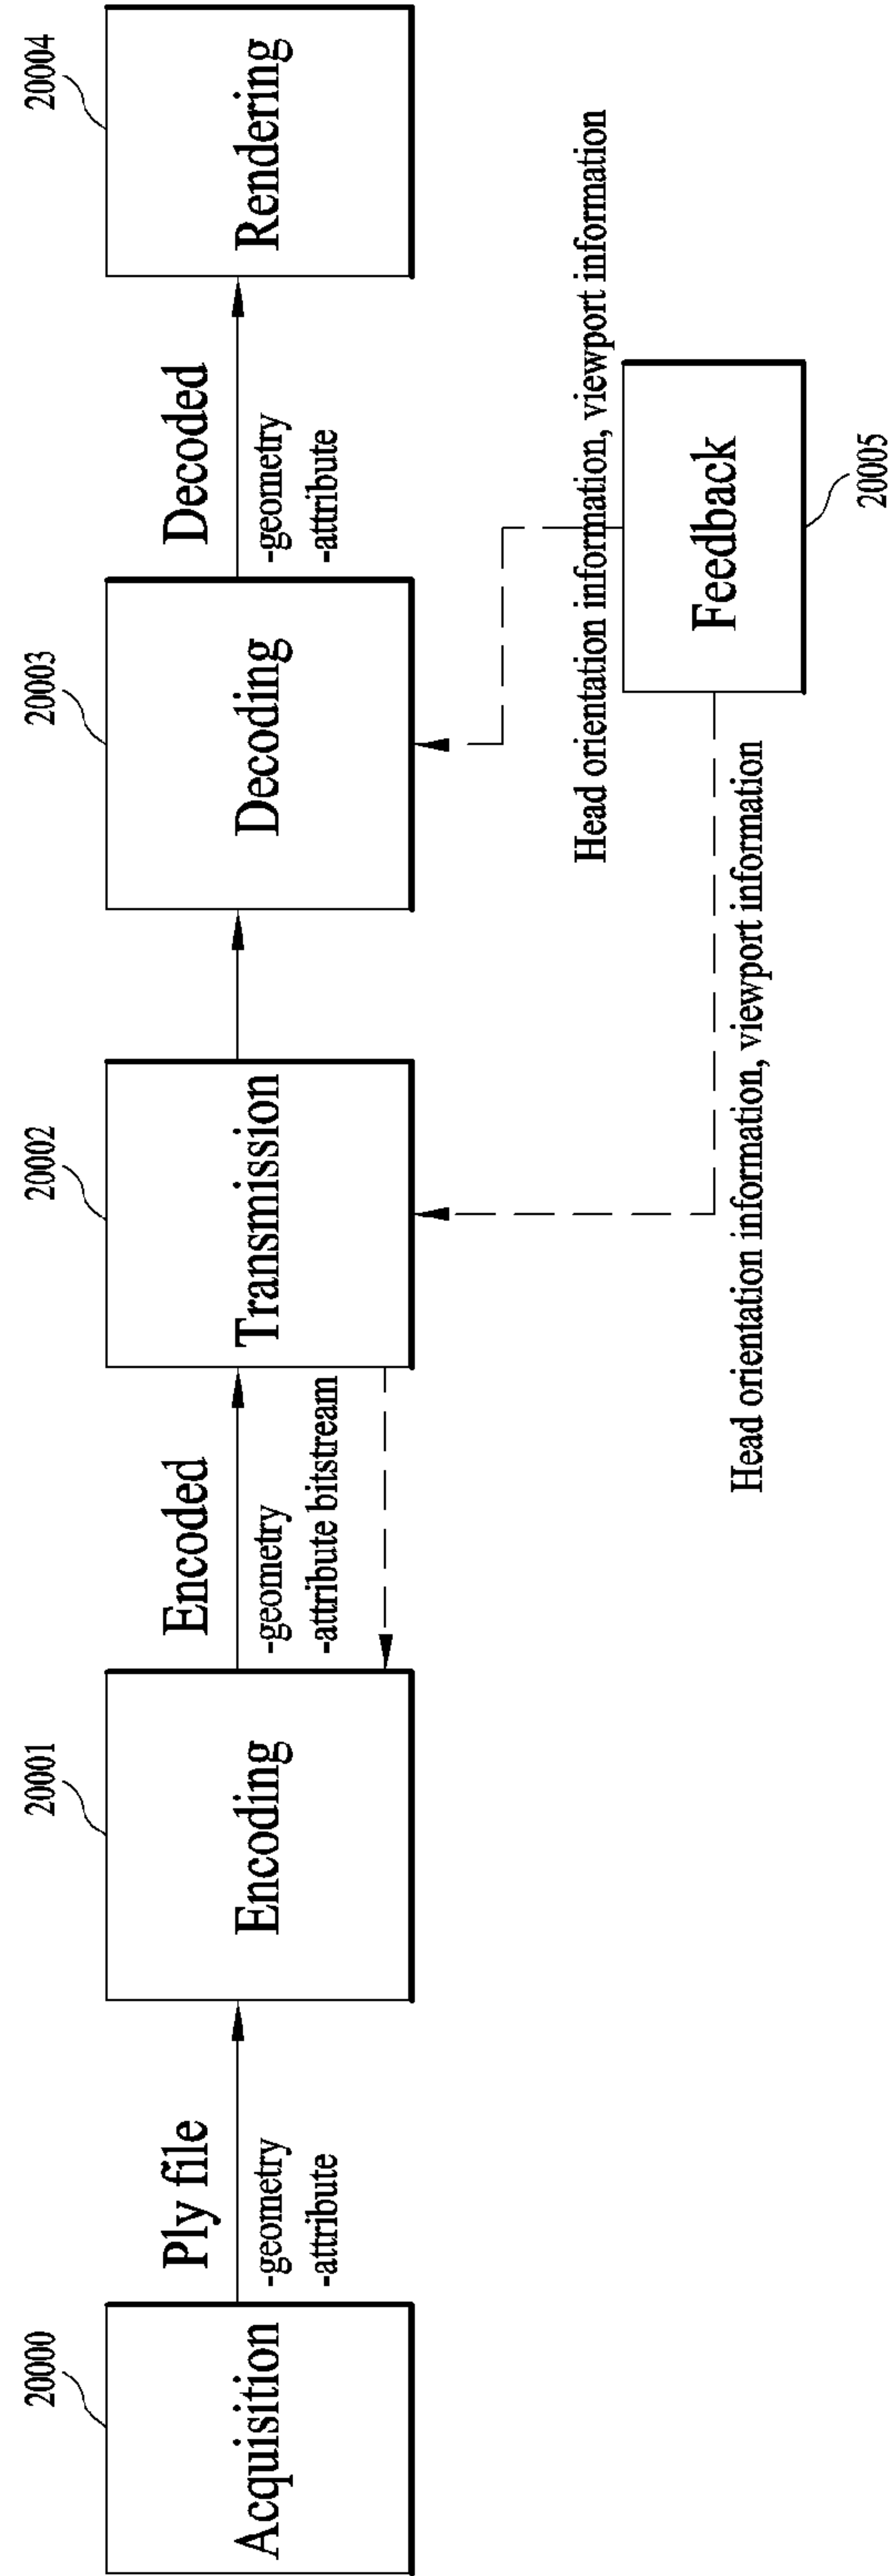 20000
20001
20002
20003
20004
Ply file
Encoded
Decoded
Acquisition
Encoding
Transmission
Decoding
Rendering
-geometry
-attribute
-geometry
-attribute bitstream
-geometry
-attribute
Head orientation information, viewport information
Feedback
Head orientation information, viewport information
20005